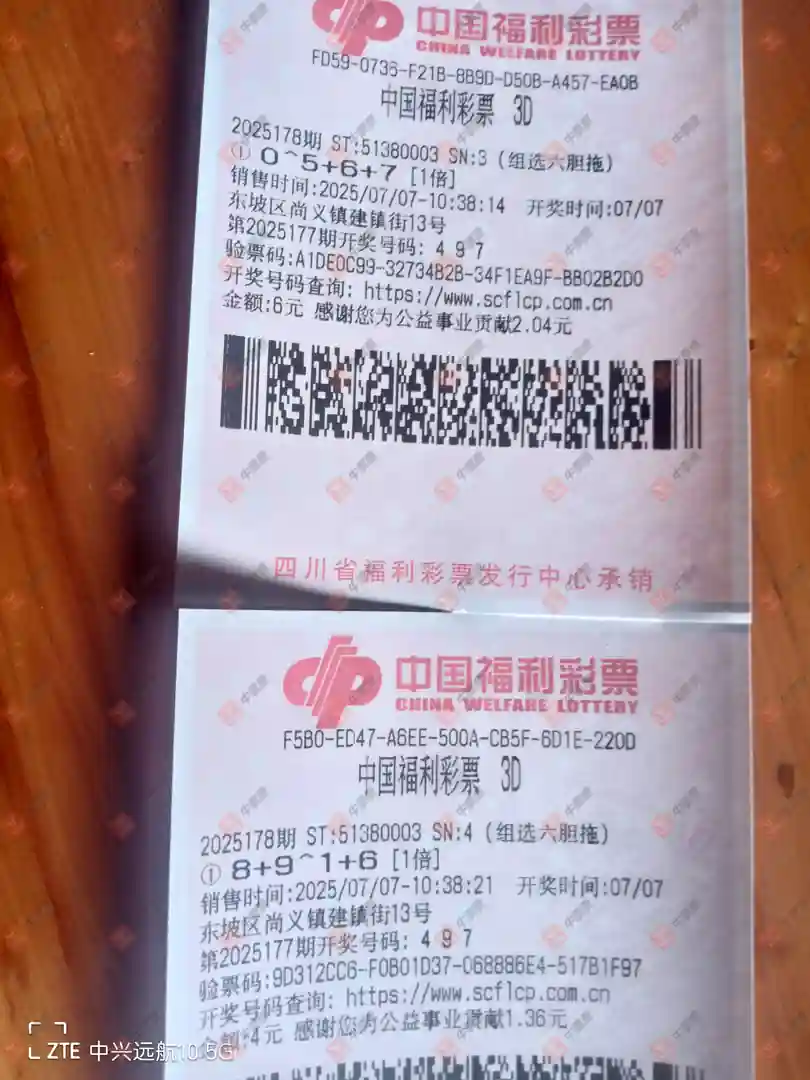 中国福利彩票
CHINA WELFARE LOTTERY
FD59-0736-F21B-8B9D-D50B-A457-EA0B
中国福利彩票 3D
2025178期 ST:51380003 SN:3 (组选六胆拖)
① 0^5+6+7 [1倍]
销售时间:2025/07/07-10:38:14 开奖时间:07/07
东坡区尚义镇建镇街13号
第2025177期开奖号码: 4 9 7
验票码:A1DE0C99-32734B2B-34F1EA9F-BB02B2D0
开奖号码查询: https://www.scflcp.com.cn
金额:6元 感谢您为公益事业贡献2.04元
四川省福利彩票发行中心承销
中国福利彩票
CHINA WELFARE LOTTERY
F5B0-ED47-A6EE-500A-CB5F-6D1E-220D
中国福利彩票 3D
2025178期 ST:51380003 SN:4 (组选六胆拖)
① 8+9^1+6 [1倍]
销售时间:2025/07/07-10:38:21 开奖时间:07/07
东坡区尚义镇建镇街13号
第2025177期开奖号码: 4 9 7
验票码:9D312CC6-F0B01D37-068886E4-517B1F97
开奖号码查询: https://www.scflcp.com.cn
金额:4元 感谢您为公益事业贡献1.36元
ZTE 中兴远航10 5G